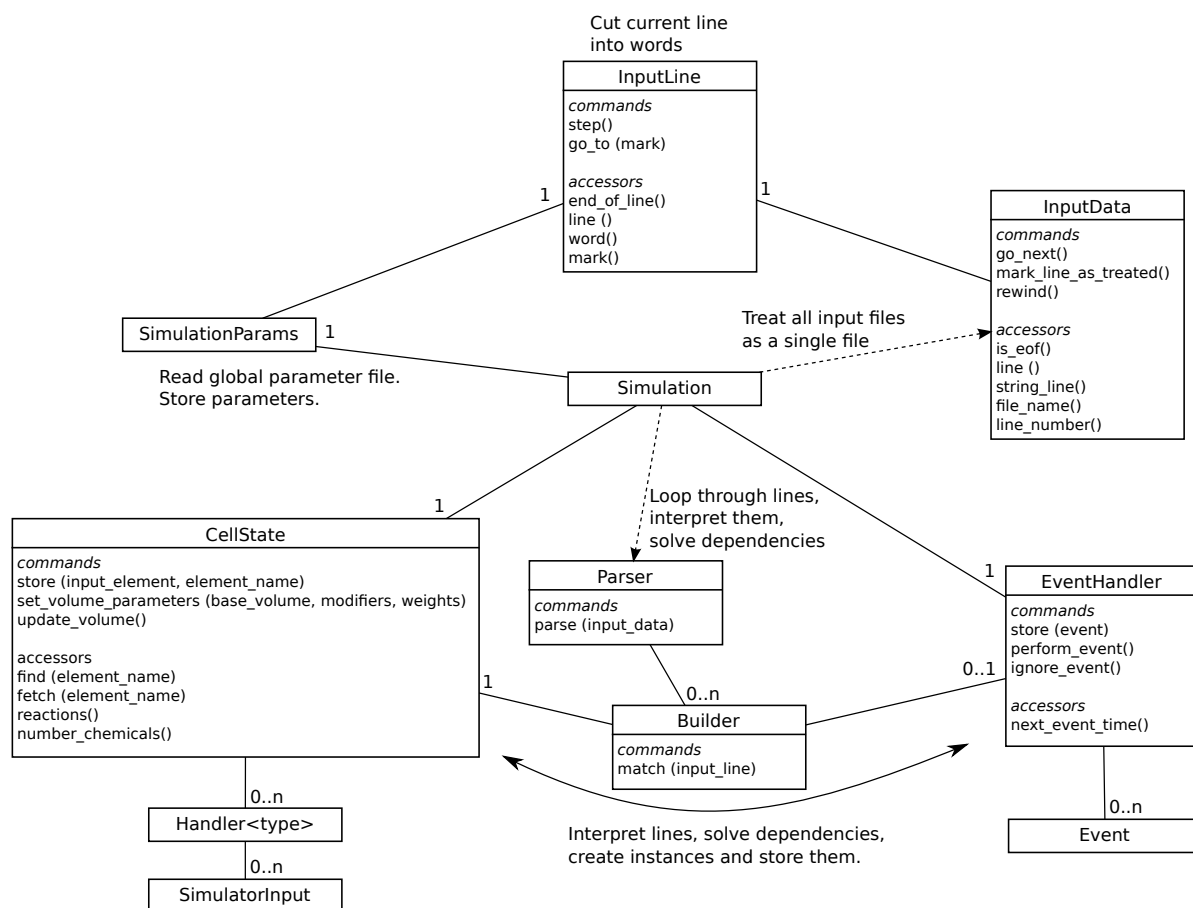 Cut current line
into words
InputLine
commands
step()
go_to (mark)
accessors
end_of_line()
line ()
word()
mark()
1
1
InputData
commands
go_next()
mark_line_as_treated()
rewind()
accessors
is_eof()
line ()
string_line()
file_name()
line_number()
SimulationParams
1
Read global parameter file.
Store parameters.
Treat all input files
as a single file
Simulation
1
Loop through lines,
interpret them,
solve dependencies
CellState
commands
store (input_element, element_name)
set_volume_parameters (base_volume, modifiers, weights)
update_volume()
accessors
find (element_name)
fetch (element_name)
reactions()
number_chemicals()
Parser
commands
parse (input_data)
1
EventHandler
commands
store (event)
perform_event()
ignore_event()
accessors
next_event_time()
1
0..n
0..1
Builder
commands
match (input_line)
0..n
Handler<type>
0..n
SimulatorInput
Interpret lines, solve dependencies,
create instances and store them.
0..n
Event